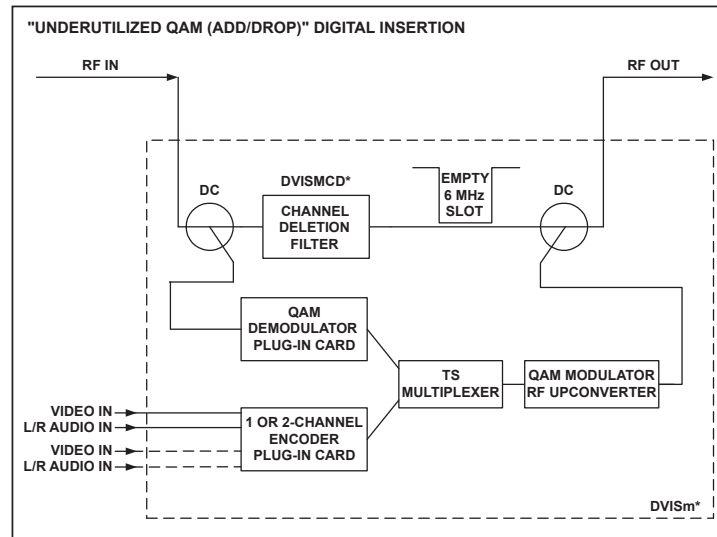 "UNDERUTILIZED QAM (ADD/DROP)" DIGITAL INSERTION
RF IN
RF OUT
DC
DVISMCD*
CHANNEL
DELETION
FILTER
EMPTY
6 MHz
SLOT
DC
QAM
DEMODULATOR
PLUG-IN CARD
TS
MULTIPLEXER
QAM MODULATOR
RF UPCONVERTER
VIDEO IN
L/R AUDIO IN
VIDEO IN
L/R AUDIO IN
1 OR 2-CHANNEL
ENCODER
PLUG-IN CARD
DVISm*